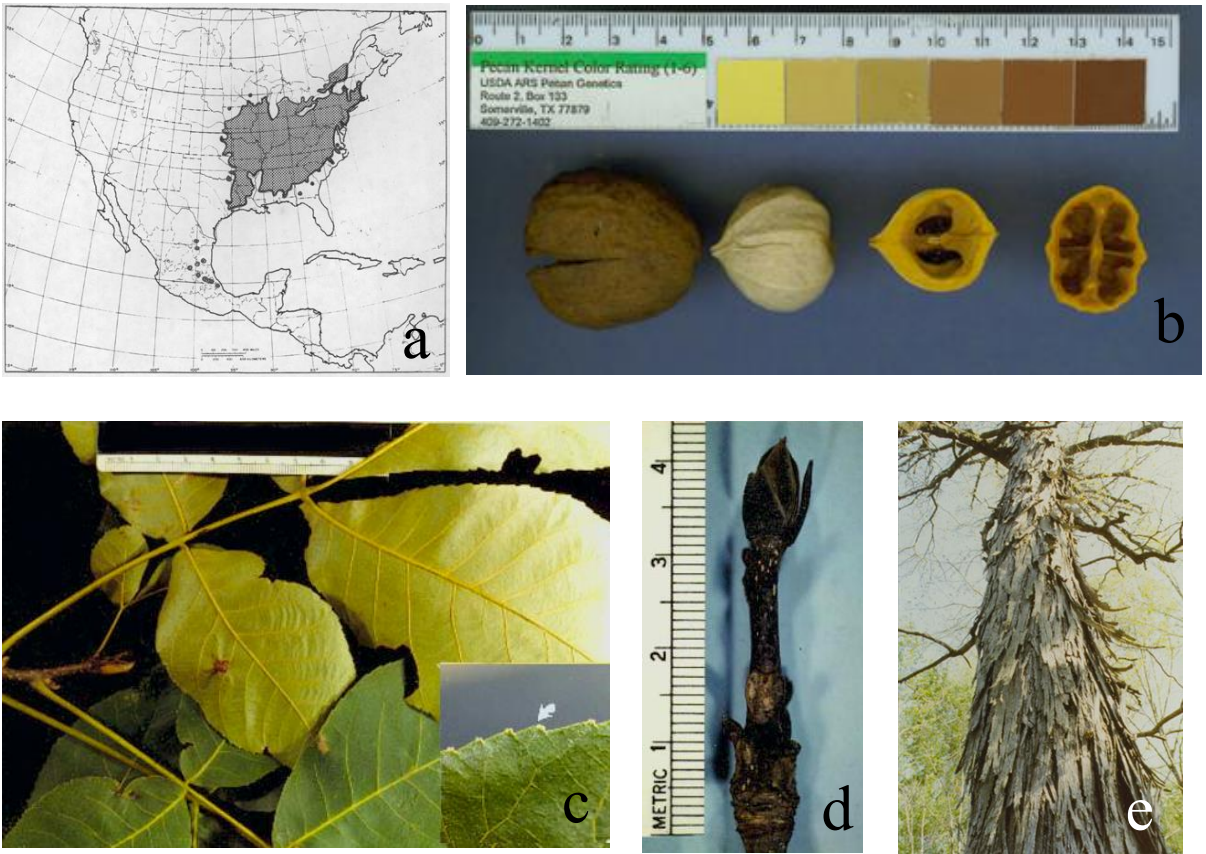 a
0 1 2 3 4 5 6 7 8 9 10 11 12 13 14 15
Pecan Kernel Color Rating (1-6)
USDA ARS Pecan Genetics
Route 2, Box 133
Somerville, TX 77879
409-272-1402
b
c
4
3
2
1
METRIC
d
e